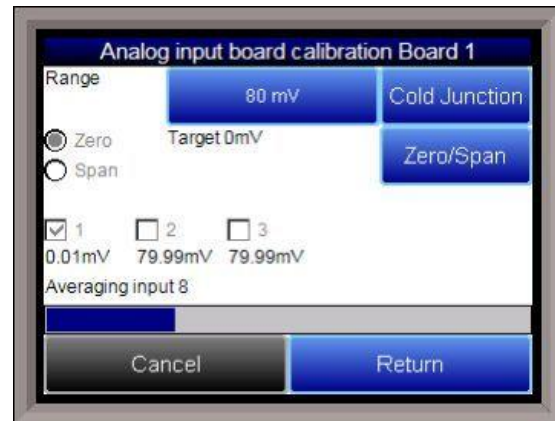 Analog input board calibration Board 1
Range
80 mV
Cold Junction
Zero
Target 0mV
Zero/Span
Span
1 2 3
0.01mV 79.99mV 79.99mV
Averaging input 8
Cancel
Return